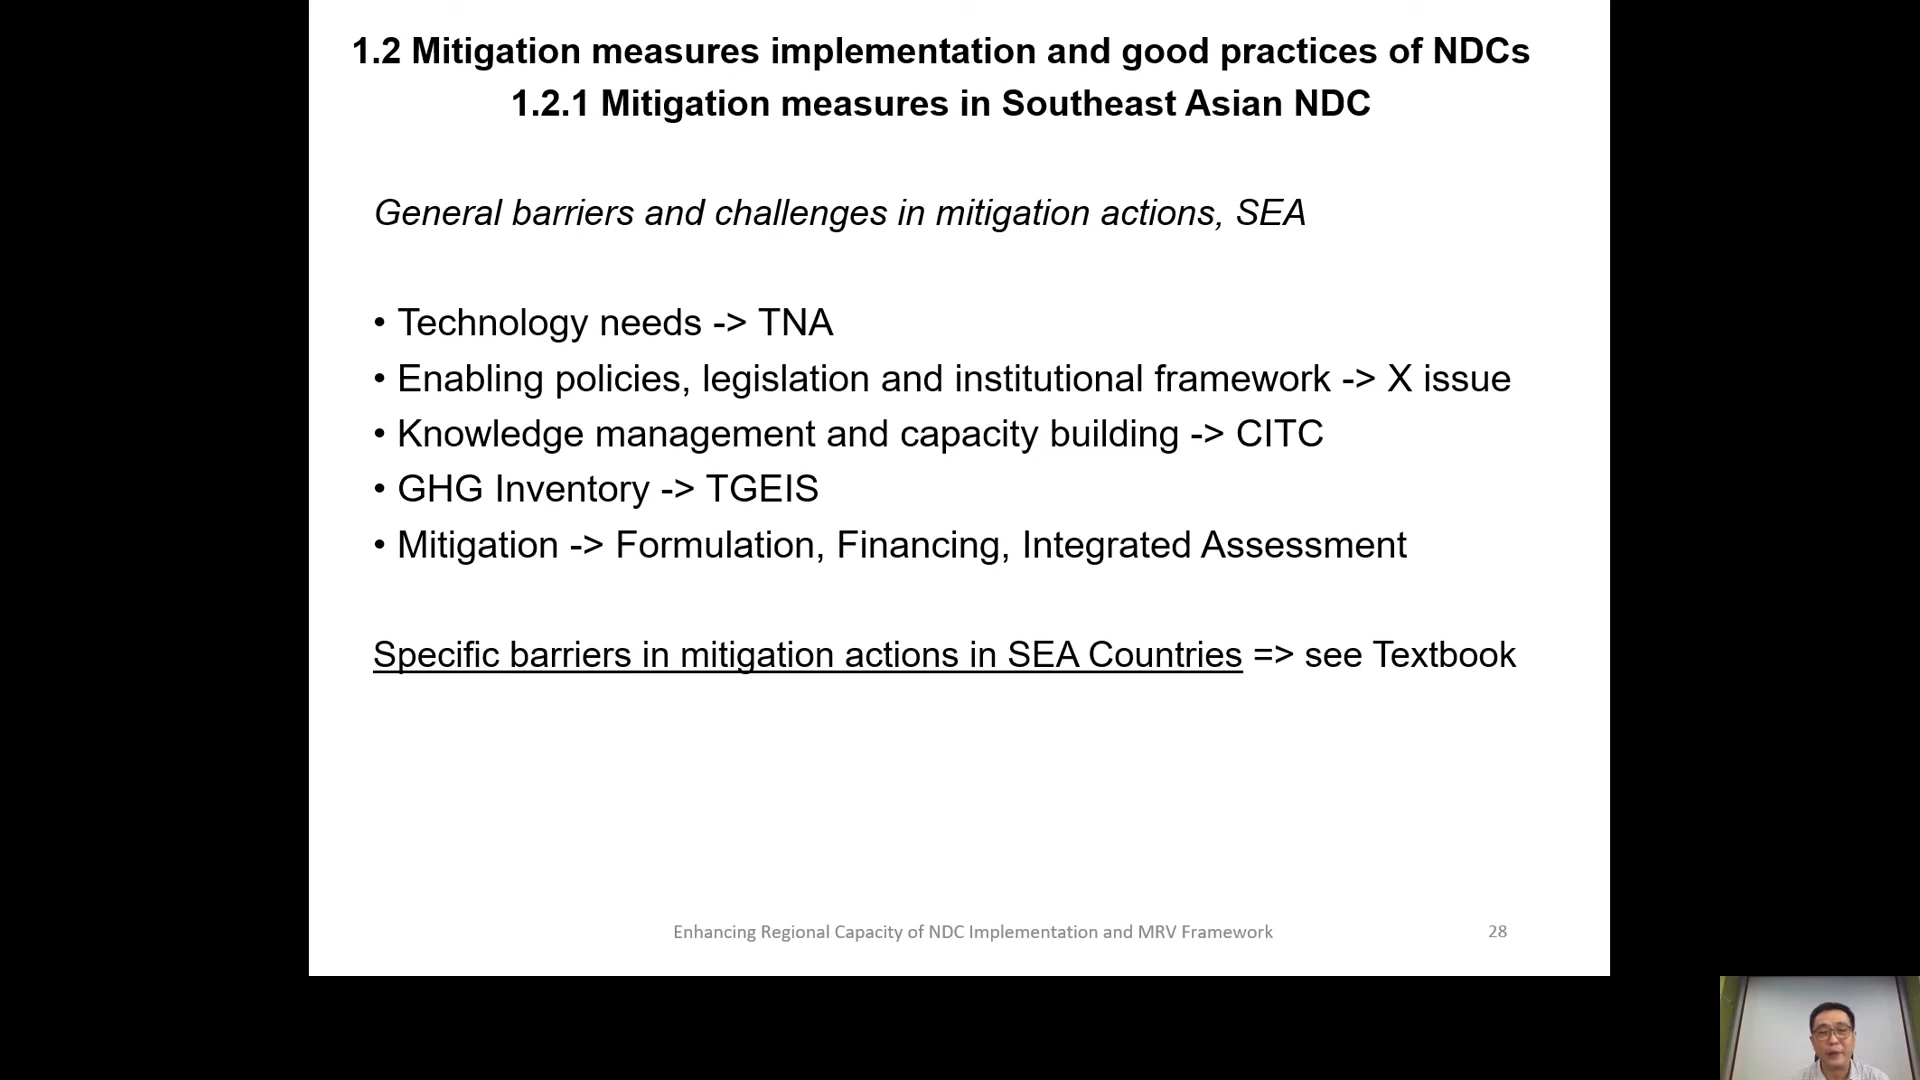 1.2 Mitigation measures implementation and good practices of NDCs
1.2.1 Mitigation measures in Southeast Asian NDC
General barriers and challenges in mitigation actions, SEA
• Technology needs -> TNA
• Enabling policies, legislation and institutional framework -> X issue
• Knowledge management and capacity building -> CITC
• GHG Inventory -> TGEIS
• Mitigation -> Formulation, Financing, Integrated Assessment
Specific barriers in mitigation actions in SEA Countries => see Textbook
Enhancing Regional Capacity of NDC Implementation and MRV Framework 28